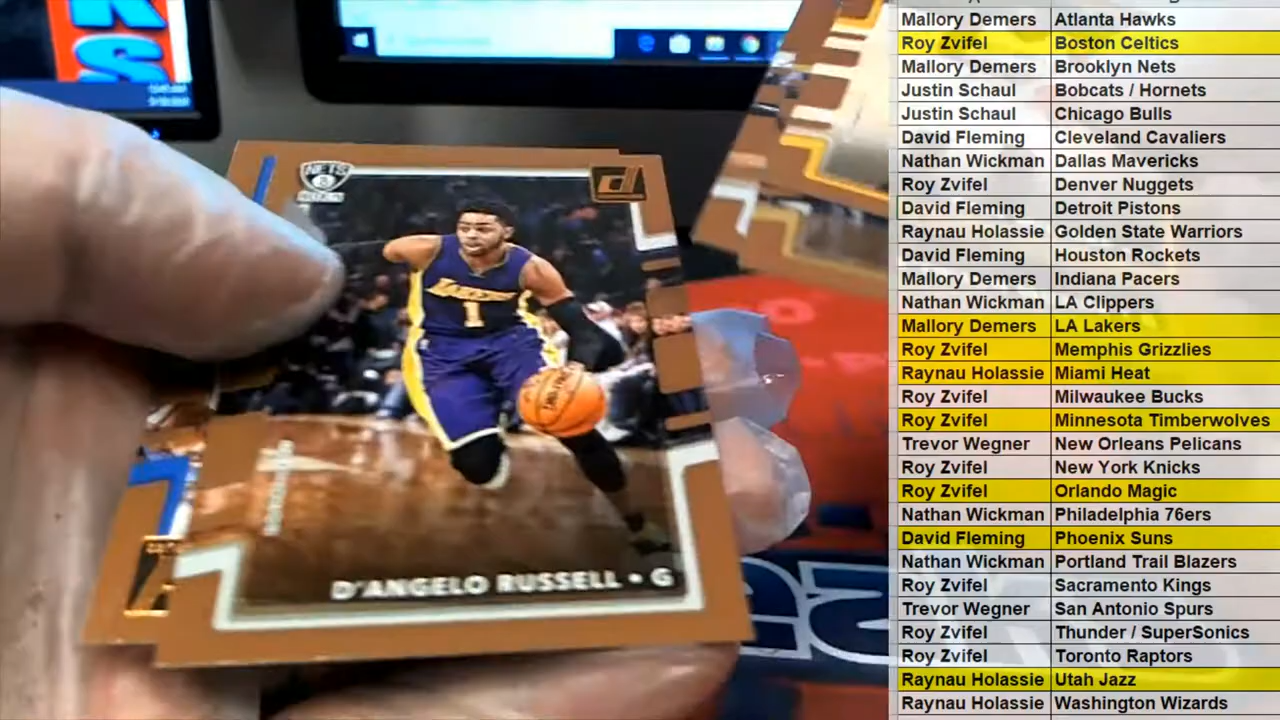 KS
NETS
B
d
LAKERS
1
D'ANGELO RUSSELL • G
Mallory Demers Atlanta Hawks
Roy Zvifel Boston Celtics
Mallory Demers Brooklyn Nets
Justin Schaul Bobcats / Hornets
Justin Schaul Chicago Bulls
David Fleming Cleveland Cavaliers
Nathan Wickman Dallas Mavericks
Roy Zvifel Denver Nuggets
David Fleming Detroit Pistons
Raynau Holassie Golden State Warriors
David Fleming Houston Rockets
Mallory Demers Indiana Pacers
Nathan Wickman LA Clippers
Mallory Demers LA Lakers
Roy Zvifel Memphis Grizzlies
Raynau Holassie Miami Heat
Roy Zvifel Milwaukee Bucks
Roy Zvifel Minnesota Timberwolves
Trevor Wegner New Orleans Pelicans
Roy Zvifel New York Knicks
Roy Zvifel Orlando Magic
Nathan Wickman Philadelphia 76ers
David Fleming Phoenix Suns
Nathan Wickman Portland Trail Blazers
Roy Zvifel Sacramento Kings
Trevor Wegner San Antonio Spurs
Roy Zvifel Thunder / SuperSonics
Roy Zvifel Toronto Raptors
Raynau Holassie Utah Jazz
Raynau Holassie Washington Wizards